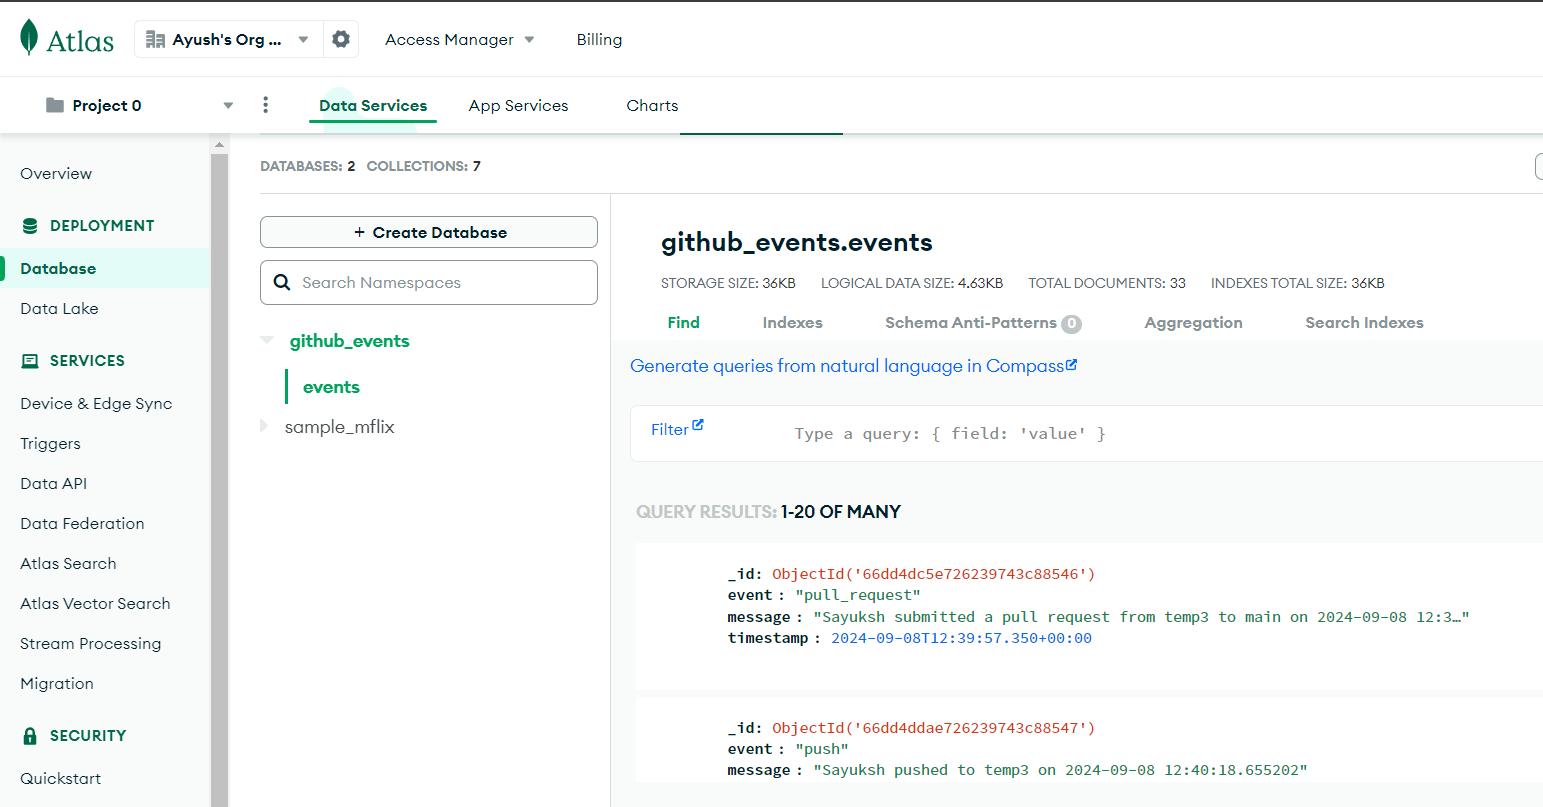 Atlas
Ayush's Org ...
Access Manager
Billing
Project 0
Data Services
App Services
Charts
Overview
DEPLOYMENT
Database
Data Lake
SERVICES
Device & Edge Sync
Triggers
Data API
Data Federation
Atlas Search
Atlas Vector Search
Stream Processing
Migration
SECURITY
Quickstart
DATABASES: 2 COLLECTIONS: 7
+ Create Database
Search Namespaces
github_events
events
sample_mflix
github_events.events
STORAGE SIZE: 36KB LOGICAL DATA SIZE: 4.63KB TOTAL DOCUMENTS: 33 INDEXES TOTAL SIZE: 36KB
Find Indexes Schema Anti-Patterns 0 Aggregation Search Indexes
Generate queries from natural language in Compass
Filter Type a query: { field: 'value' }
QUERY RESULTS: 1-20 OF MANY
_id: ObjectId('66dd4dc5e726239743c88546')
event : "pull_request"
message : "Sayuksh submitted a pull request from temp3 to main on 2024-09-08 12:3…"
timestamp : 2024-09-08T12:39:57.350+00:00
_id: ObjectId('66dd4ddae726239743c88547')
event : "push"
message : "Sayuksh pushed to temp3 on 2024-09-08 12:40:18.655202"